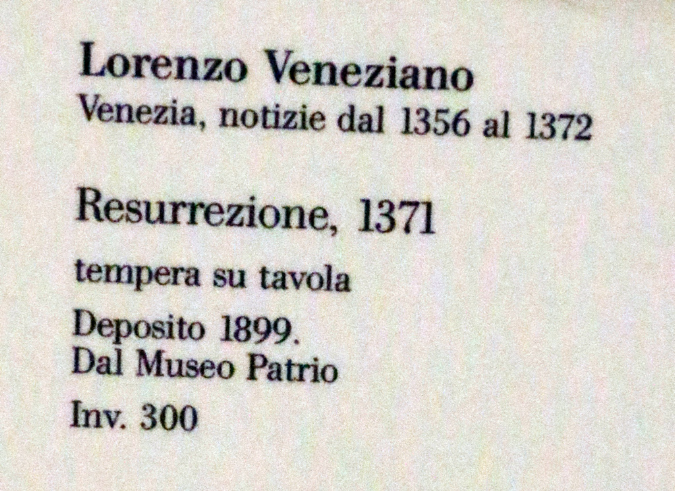 Lorenzo Veneziano
Venezia, notizie dal 1356 al 1372
Resurrezione, 1371
tempera su tavola
Deposito 1899.
Dal Museo Patrio
Inv. 300